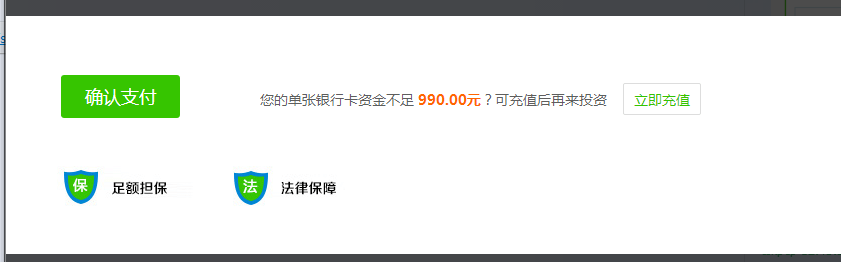 确认支付
您的单张银行卡资金不足 990.00元？可充值后再来投资
立即充值
保 足额担保
法 法律保障